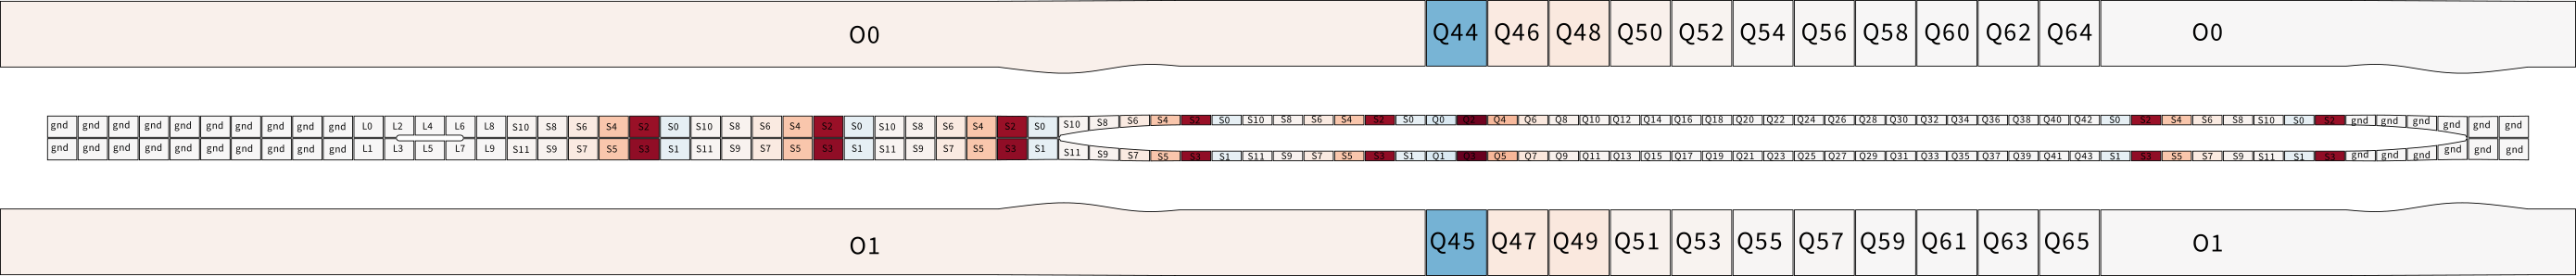 O0 Q44 Q46 Q48 Q50 Q52 Q54 Q56 Q58 Q60 Q62 Q64 O0
gnd gnd gnd gnd gnd gnd gnd gnd gnd gnd L0 L2 L4 L6 L8 S10 S8 S6 S4 S2 S0 S10 S8 S6 S4 S2 S0 S10 S8 S6 S4 S2 S0 S10 S8 S6 S4 S2 S0 S10 S8 S6 S4 S2 S0 Q0 Q2 Q4 Q6 Q8 Q10 Q12 Q14 Q16 Q18 Q20 Q22 Q24 Q26 Q28 Q30 Q32 Q34 Q36 Q38 Q40 Q42 S0 S2 S4 S6 S8 S10 S0 S2 gnd gnd gnd gnd gnd gnd
gnd gnd gnd gnd gnd gnd gnd gnd gnd gnd L1 L3 L5 L7 L9 S11 S9 S7 S5 S3 S1 S11 S9 S7 S5 S3 S1 S11 S9 S7 S5 S3 S1 S11 S9 S7 S5 S3 S1 S11 S9 S7 S5 S3 S1 Q1 Q3 Q5 Q7 Q9 Q11 Q13 Q15 Q17 Q19 Q21 Q23 Q25 Q27 Q29 Q31 Q33 Q35 Q37 Q39 Q41 Q43 S1 S3 S5 S7 S9 S11 S1 S3 gnd gnd gnd gnd gnd gnd
O1 Q45 Q47 Q49 Q51 Q53 Q55 Q57 Q59 Q61 Q63 Q65 O1